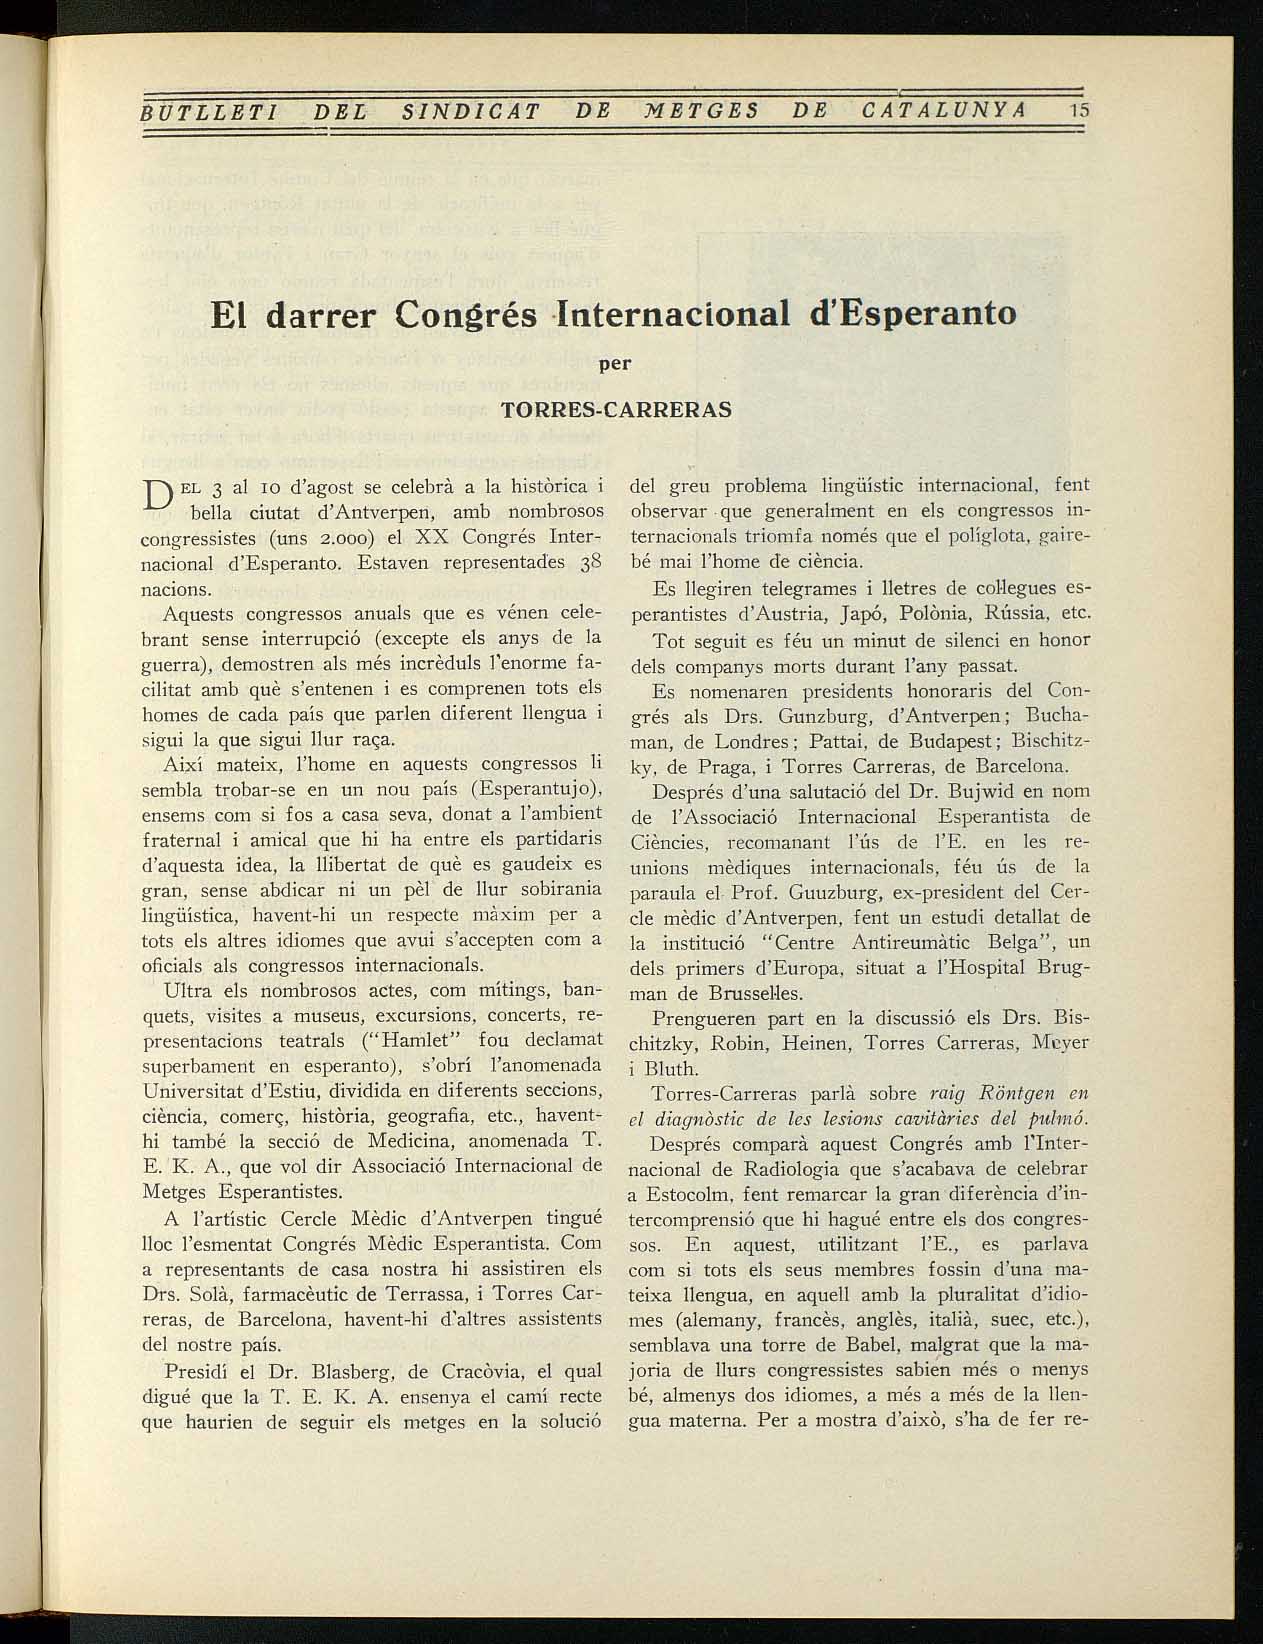 BUTLLETI DEL SINDICAT DE METGES DE CATALUNYA 15
El darrer Congrés Internacional d'Esperanto
per
TORRES-CARRERAS
DEL 3 al 10 d'agost se celebrà a la històrica i
bella ciutat d'Antverpen, amb nombrosos
congressistes (uns 2.000) el XX Congrés Inter-
nacional d'Esperanto. Estaven representades 38
nacions.
Aquests congressos anuals que es vénen cele-
brant sense interrupció (excepte els anys de la
guerra), demostren als més incrèduls l'enorme fa-
cilitat amb què s'entenen i es comprenen tots els
homes de cada país que parlen diferent llengua i
sigui la que sigui llur raça.
Així mateix, l'home en aquests congressos li
sembla trobar-se en un nou país (Esperantujo),
ensems com si fos a casa seva, donat a l'ambient
fraternal i amical que hi ha entre els partidaris
d'aquesta idea, la llibertat de què es gaudeix es
gran, sense abdicar ni un pèl de llur sobirania
lingüística, havent-hi un respecte màxim per a
tots els altres idiomes que avui s'accepten com a
oficials als congressos internacionals.
Ultra els nombrosos actes, com mítings, ban-
quets, visites a museus, excursions, concerts, re-
presentacions teatrals ("Hamlet" fou declamat
superbament en esperanto), s'obrí l'anomenada
Universitat d'Estiu, dividida en diferents seccions,
ciència, comerç, història, geografia, etc., havent-
hi també la secció de Medicina, anomenada T.
E. K. A., que vol dir Associació Internacional de
Metges Esperantistes.
A l'artístic Cercle Mèdic d'Antverpen tingué
lloc l'esmentat Congrés Mèdic Esperantista. Com
a representants de casa nostra hi assistiren els
Drs. Solà, farmacèutic de Terrassa, i Torres Car-
reras, de Barcelona, havent-hi d'altres assistents
del nostre país.
Presidí el Dr. Blasberg, de Cracòvia, el qual
digué que la T. E. K. A. ensenya el camí recte
que haurien de seguir els metges en la solució
del greu problema lingüístic internacional, fent
observar que generalment en els congressos in-
ternacionals triomfa només que el políglota, gaire-
bé mai l'home de ciència.
Es llegiren telegrames i lletres de coŀlegues es-
perantistes d'Austria, Japó, Polònia, Rússia, etc.
Tot seguit es féu un minut de silenci en honor
dels companys morts durant l'any passat.
Es nomenaren presidents honoraris del Con-
grés als Drs. Gunzburg, d'Antverpen; Bucha-
man, de Londres; Pattai, de Budapest; Bischitz-
ky, de Praga, i Torres Carreras, de Barcelona.
Després d'una salutació del Dr. Bujwid en nom
de l'Associació Internacional Esperantista de
Ciències, recomanant l'ús de l'E. en les re-
unions mèdiques internacionals, féu ús de la
paraula el Prof. Guuzburg, ex-president del Cer-
cle mèdic d'Antverpen, fent un estudi detallat de
la institució "Centre Antireumàtic Belga", un
dels primers d'Europa, situat a l'Hospital Brug-
man de Brusseŀles.
Prengueren part en la discussió els Drs. Bis-
chitzky, Robin, Heinen, Torres Carreras, Meyer
i Bluth.
Torres-Carreras parlà sobre raig Röntgen en
el diagnòstic de les lesions cavitàries del pulmó.
Després comparà aquest Congrés amb l'Inter-
nacional de Radiologia que s'acabava de celebrar
a Estocolm, fent remarcar la gran diferència d'in-
tercomprensió que hi hagué entre els dos congres-
sos. En aquest, utilitzant l'E., es parlava
com si tots els seus membres fossin d'una ma-
teixa llengua, en aquell amb la pluralitat d'idio-
mes (alemany, francès, anglès, italià, suec, etc.),
semblava una torre de Babel, malgrat que la ma-
joria de llurs congressistes sabien més o menys
bé, almenys dos idiomes, a més a més de la llen-
gua materna. Per a mostra d'això, s'ha de fer re-